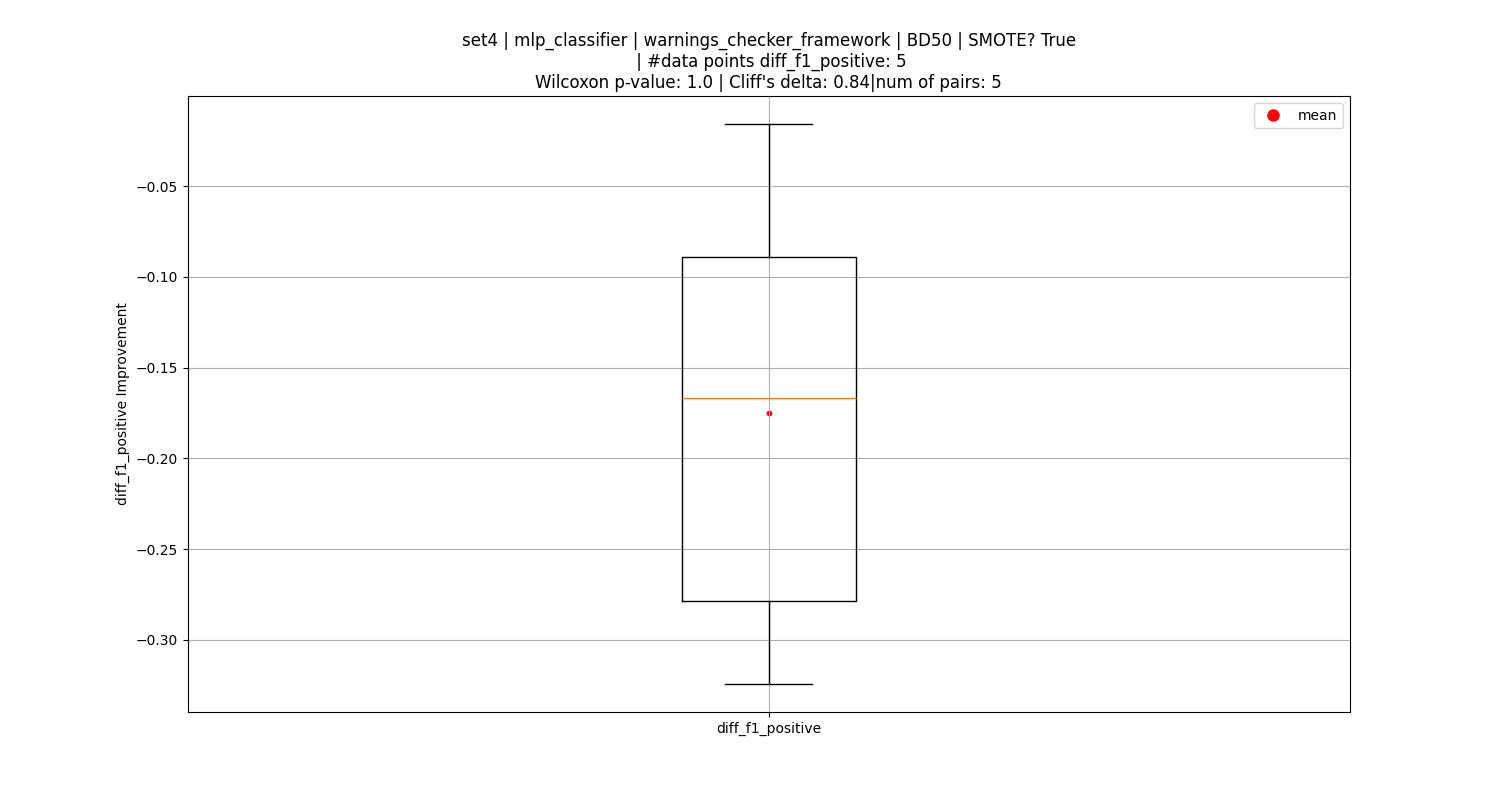 set4 | mlp_classifier | warnings_checker_framework | BD50 | SMOTE? True
| #data points diff_f1_positive: 5
Wilcoxon p-value: 1.0 | Cliff's delta: 0.84|num of pairs: 5
mean
−0.05
−0.10
−0.15
−0.20
−0.25
−0.30
diff_f1_positive Improvement
diff_f1_positive